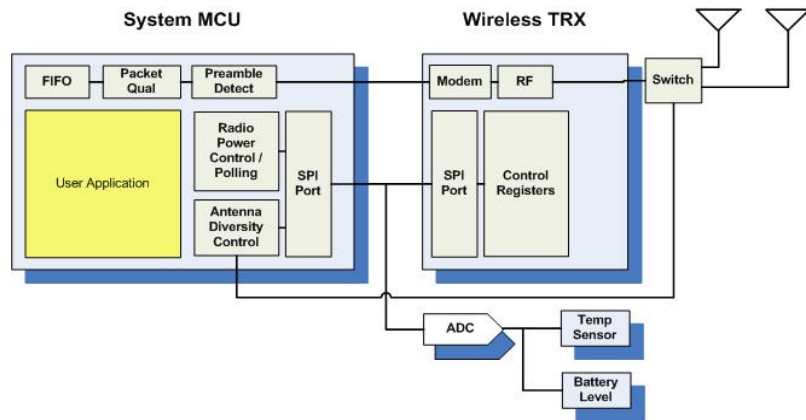 System MCU
Wireless TRX
FIFO
Packet
Qual
Preamble
Detect
Modem
RF
Switch
User Application
Radio
Power
Control /
Polling
SPI
Port
Antenna
Diversity
Control
SPI
Port
Control
Registers
ADC
Temp
Sensor
Battery
Level